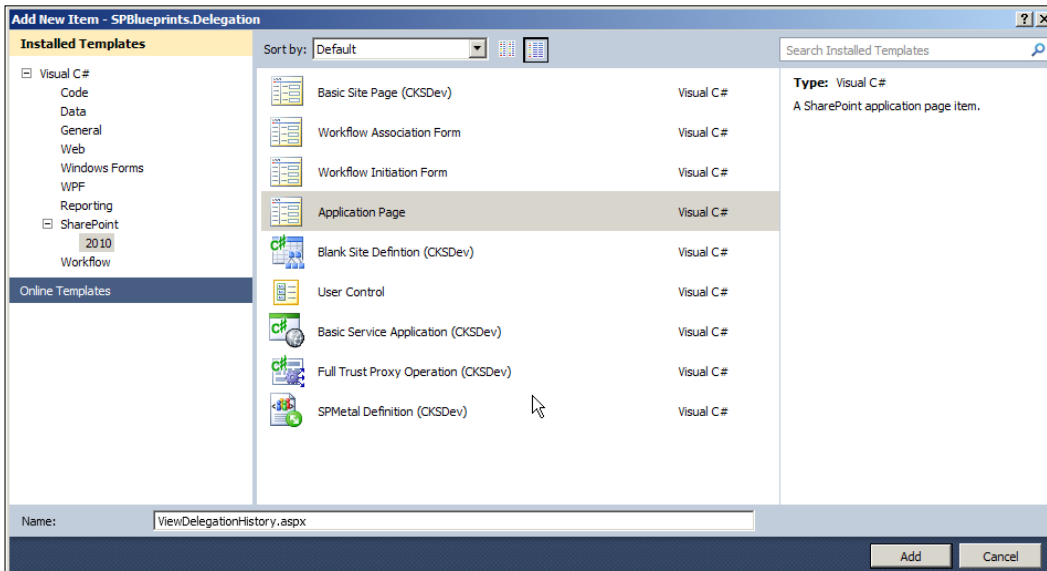 Add New Item - SPBlueprints.Delegation
Installed Templates
Visual C#
Code
Data
General
Web
Windows Forms
WPF
Reporting
SharePoint
2010
Workflow
Online Templates
Sort by: Default
Search Installed Templates
Basic Site Page (CKSDev) Visual C#
Workflow Association Form Visual C#
Workflow Initiation Form Visual C#
Application Page Visual C#
Blank Site Defintion (CKSDev) Visual C#
User Control Visual C#
Basic Service Application (CKSDev) Visual C#
Full Trust Proxy Operation (CKSDev) Visual C#
SPMetal Definition (CKSDev) Visual C#
Type: Visual C#
A SharePoint application page item.
Name: ViewDelegationHistory.aspx
Add Cancel